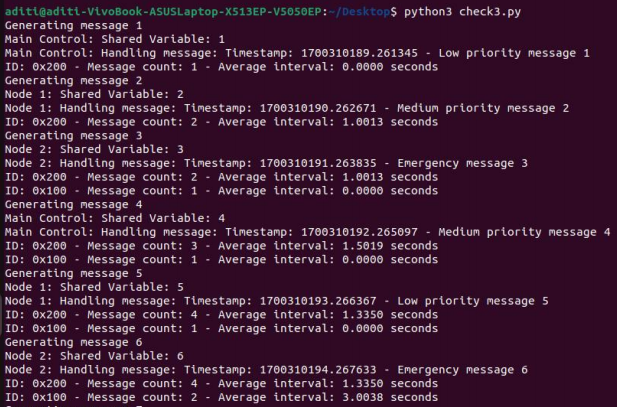 aditi@aditi-VivoBook-ASUSLaptop-X513EP-V5050EP:~/Desktop$ python3 check3.py
Generating message 1
Main Control: Shared Variable: 1
Main Control: Handling message: Timestamp: 1700310189.261345 - Low priority message 1
ID: 0x200 - Message count: 1 - Average interval: 0.0000 seconds
Generating message 2
Node 1: Shared Variable: 2
Node 1: Handling message: Timestamp: 1700310190.262671 - Medium priority message 2
ID: 0x200 - Message count: 2 - Average interval: 1.0013 seconds
Generating message 3
Node 2: Shared Variable: 3
Node 2: Handling message: Timestamp: 1700310191.263835 - Emergency message 3
ID: 0x200 - Message count: 2 - Average interval: 1.0013 seconds
ID: 0x100 - Message count: 1 - Average interval: 0.0000 seconds
Generating message 4
Main Control: Shared Variable: 4
Main Control: Handling message: Timestamp: 1700310192.265097 - Medium priority message 4
ID: 0x200 - Message count: 3 - Average interval: 1.5019 seconds
ID: 0x100 - Message count: 1 - Average interval: 0.0000 seconds
Generating message 5
Node 1: Shared Variable: 5
Node 1: Handling message: Timestamp: 1700310193.266367 - Low priority message 5
ID: 0x200 - Message count: 4 - Average interval: 1.3350 seconds
ID: 0x100 - Message count: 1 - Average interval: 0.0000 seconds
Generating message 6
Node 2: Shared Variable: 6
Node 2: Handling message: Timestamp: 1700310194.267633 - Emergency message 6
ID: 0x200 - Message count: 4 - Average interval: 1.3350 seconds
ID: 0x100 - Message count: 2 - Average interval: 3.0038 seconds